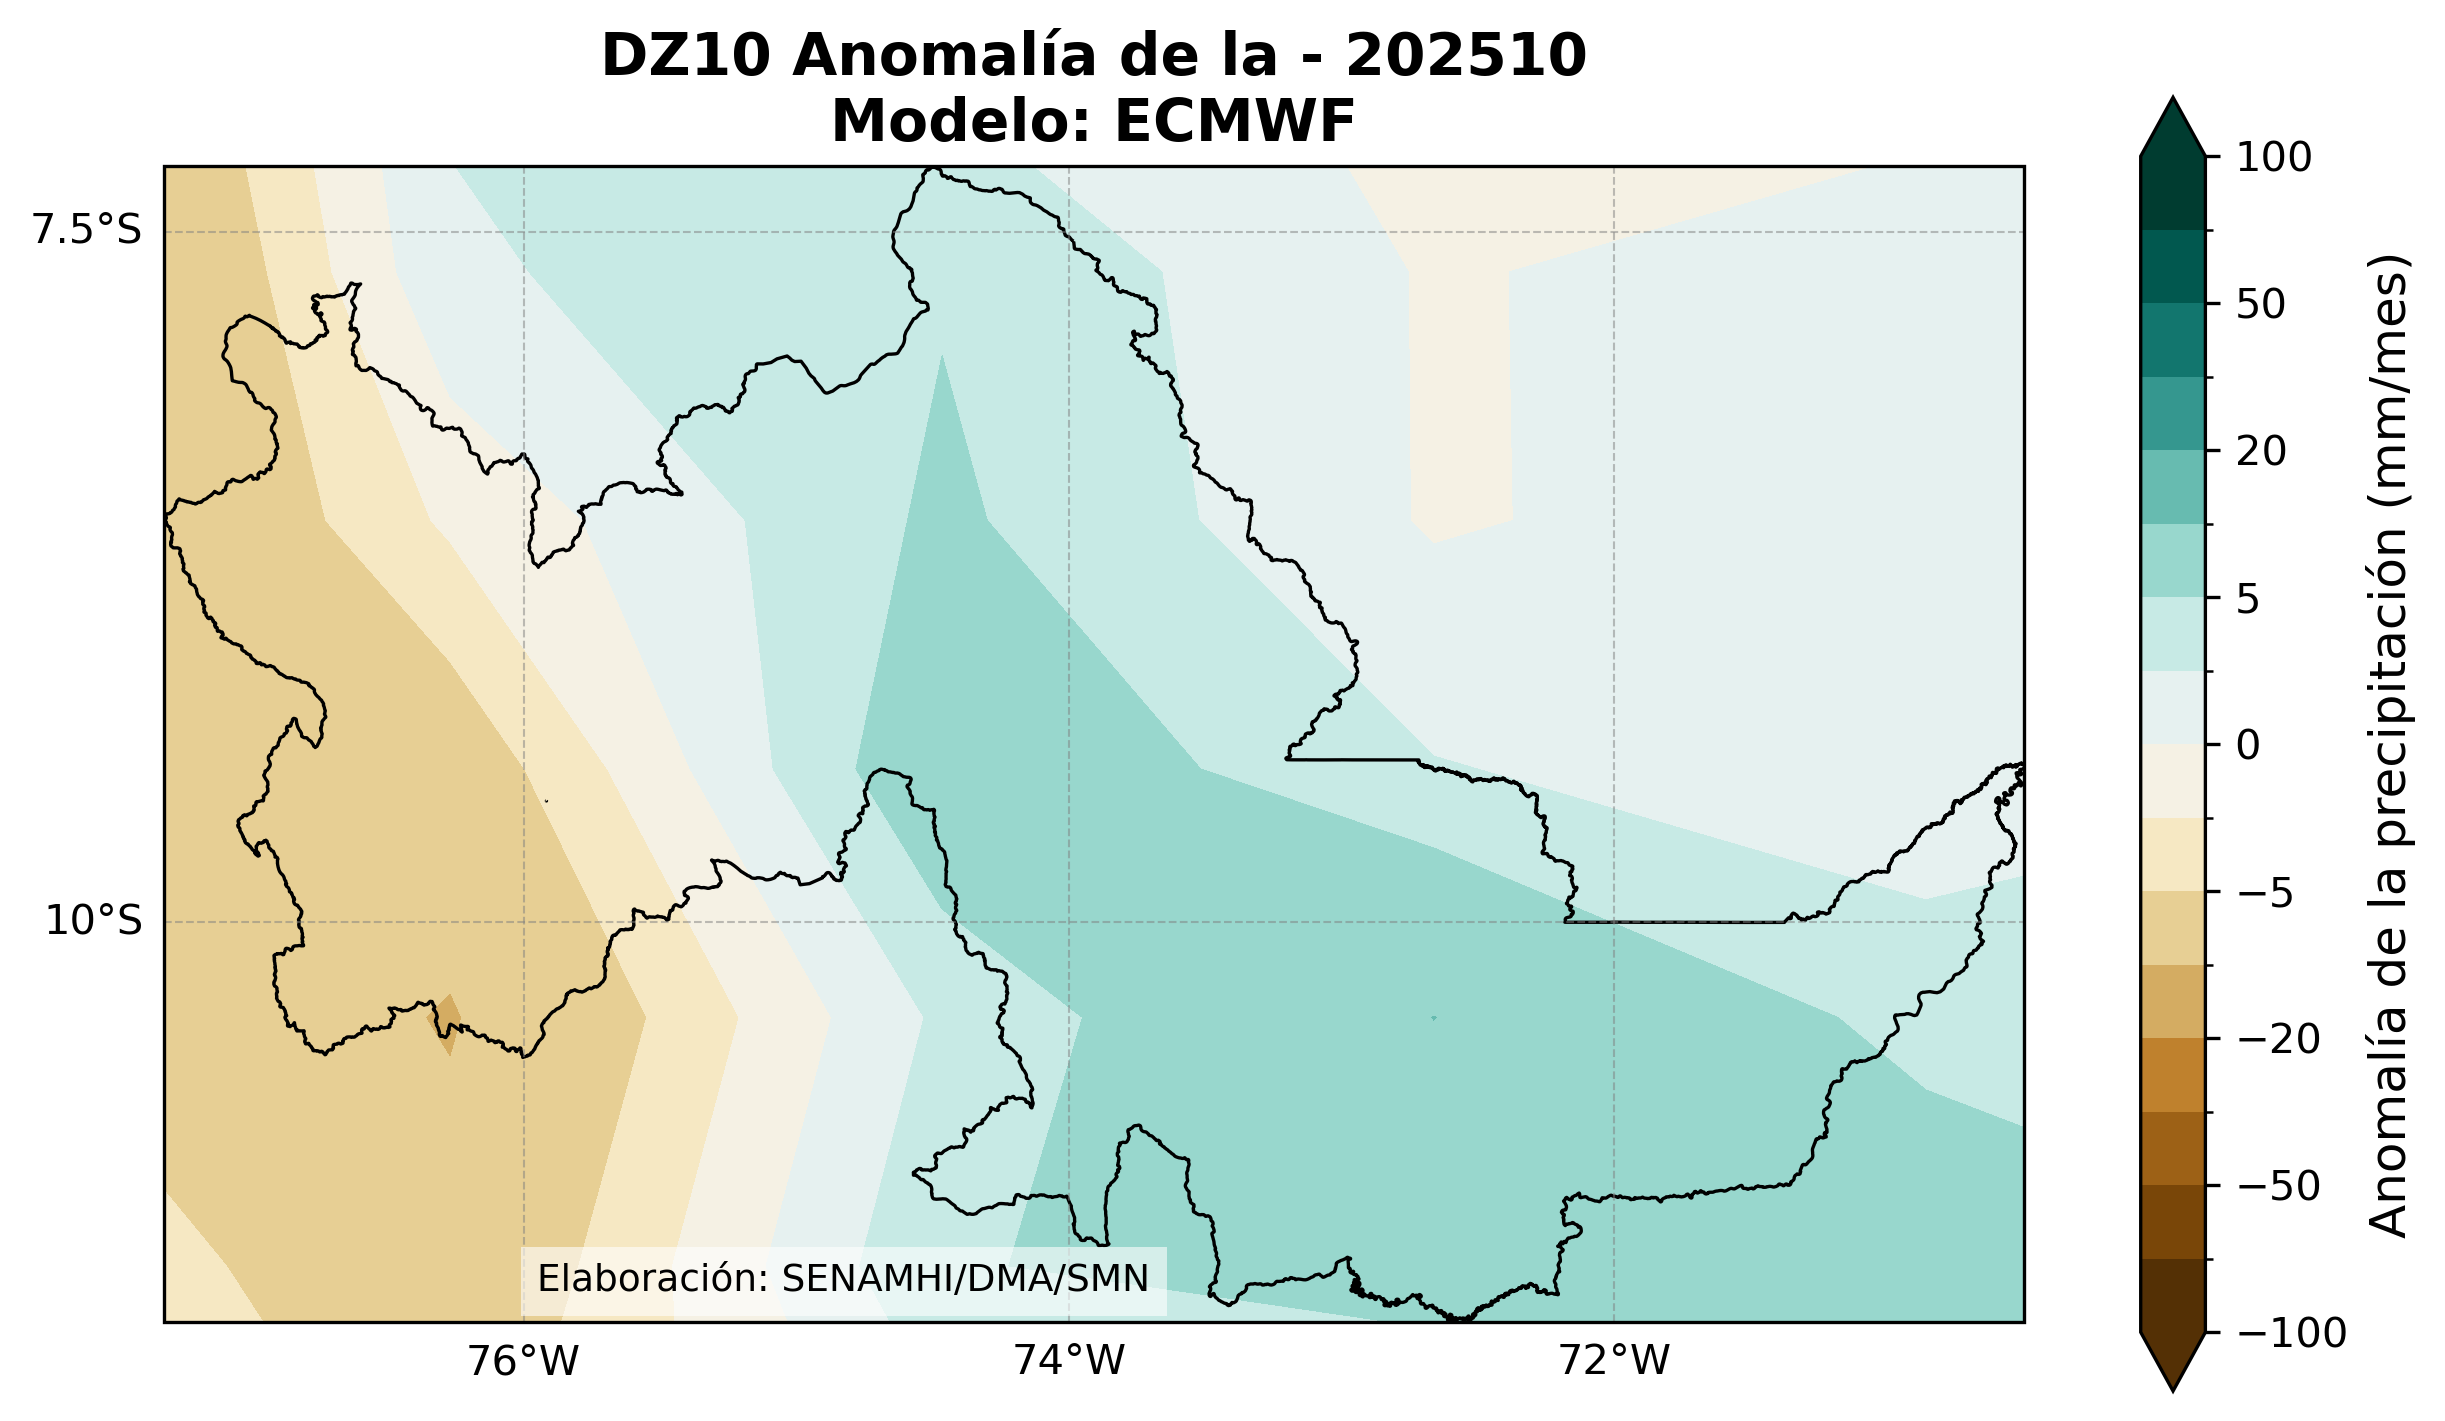 DZ10 Anomalía de la - 202510
Modelo: ECMWF
7.5°S
10°S
76°W
74°W
72°W
Elaboración: SENAMHI/DMA/SMN
100
50
20
5
0
−5
−20
−50
−100
Anomalía de la precipitación (mm/mes)